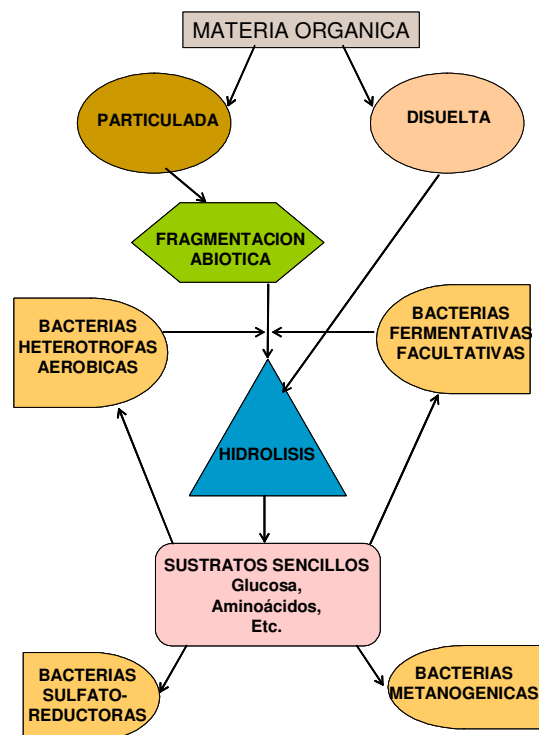 MATERIA ORGANICA
PARTICULADA
DISUELTA
FRAGMENTACION
ABIOTICA
BACTERIAS
HETEROTROFAS
AEROBICAS
BACTERIAS
FERMENTATIVAS
FACULTATIVAS
HIDROLISIS
SUSTRATOS SENCILLOS
Glucosa,
Aminoácidos,
Etc.
BACTERIAS
SULFATO-
REDUCTORAS
BACTERIAS
METANOGENICAS